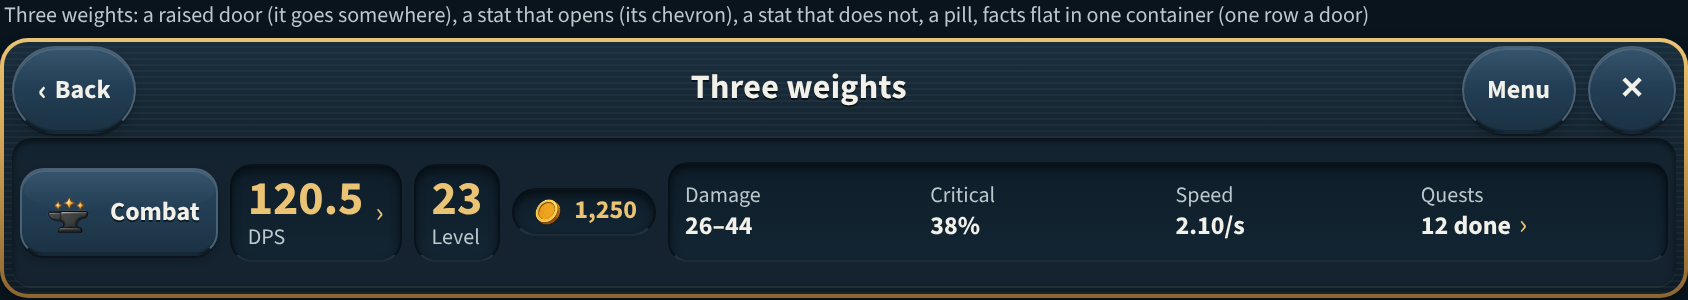 Three weights: a raised door (it goes somewhere), a stat that opens (its chevron), a stat that does not, a pill, facts flat in one container (one row a door)
‹ Back
Three weights
Menu
✕
Combat
120.5 ›
DPS
23
Level
1,250
Damage
26–44
Critical
38%
Speed
2.10/s
Quests
12 done ›